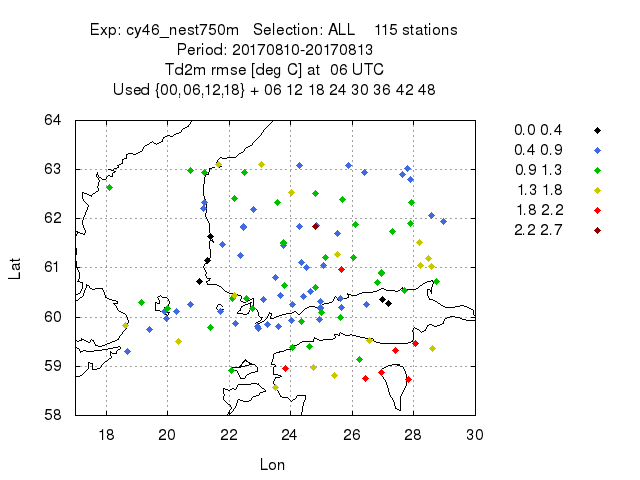 Exp: cy46_nest750m Selection: ALL 115 stations
Period: 20170810-20170813
Td2m rmse [deg C] at 06 UTC
Used {00,06,12,18} + 06 12 18 24 30 36 42 48
64
63
62
61
60
59
58
Lat
18 20 22 24 26 28 30
Lon
0.0 0.4
0.4 0.9
0.9 1.3
1.3 1.8
1.8 2.2
2.2 2.7